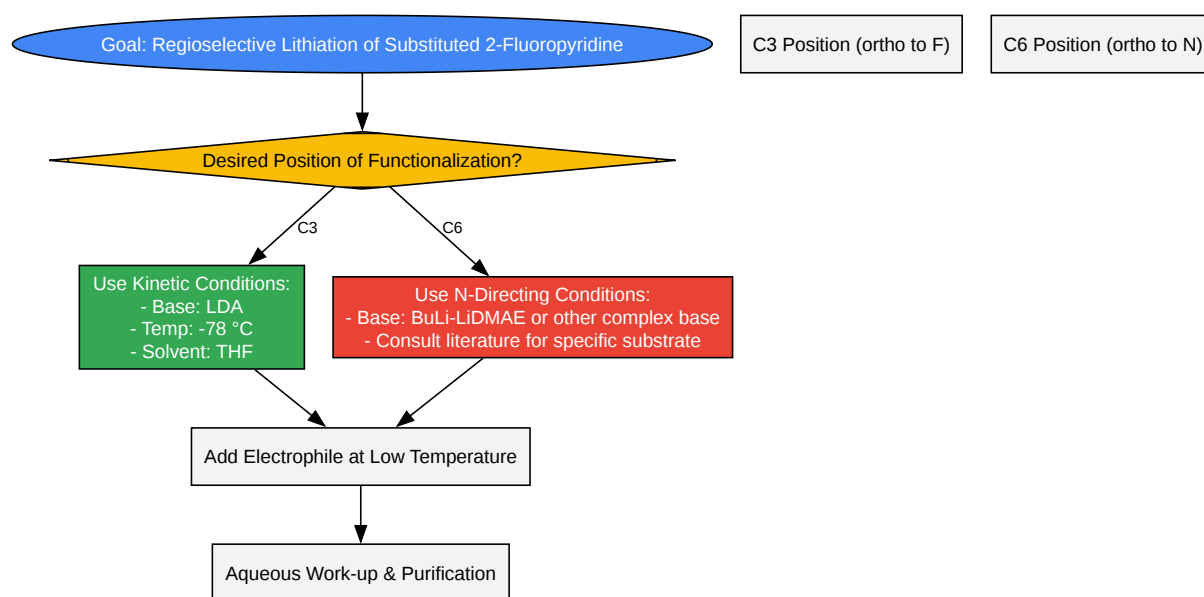 Goal: Regioselective Lithiation of Substituted 2-Fluoropyridine
C3 Position (ortho to F)
C6 Position (ortho to N)
Desired Position of Functionalization?
C3
C6
Use Kinetic Conditions:
- Base: LDA
- Temp: -78 °C
- Solvent: THF
Use N-Directing Conditions:
- Base: BuLi-LiDMAE or other complex base
- Consult literature for specific substrate
Add Electrophile at Low Temperature
Aqueous Work-up & Purification